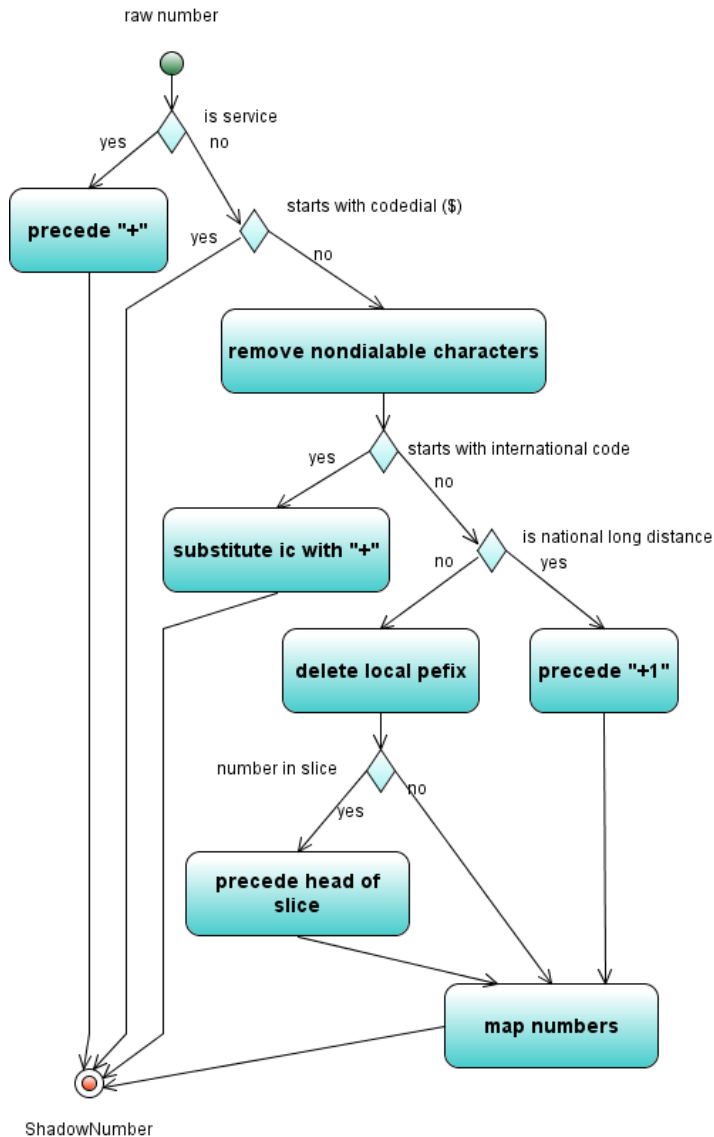 raw number
is service
yes
no
precede "+"
starts with codedial ($)
yes
no
remove nondialable characters
starts with international code
yes
no
substitute ic with "+"
is national long distance
no
yes
delete local pefix
precede "+1"
number in slice
no
yes
precede head of
slice
map numbers
ShadowNumber